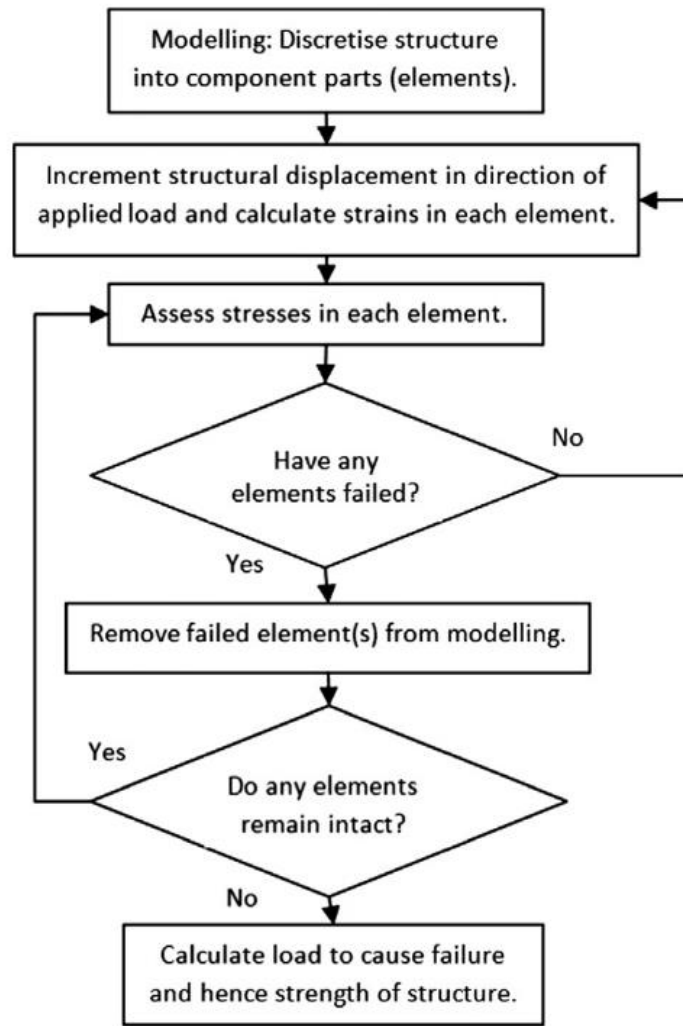 Modelling: Discretise structure
into component parts (elements).
Increment structural displacement in direction of
applied load and calculate strains in each element.
Assess stresses in each element.
No
Have any
elements failed?
Yes
Remove failed element(s) from modelling.
Yes
Do any elements
remain intact?
No
Calculate load to cause failure
and hence strength of structure.